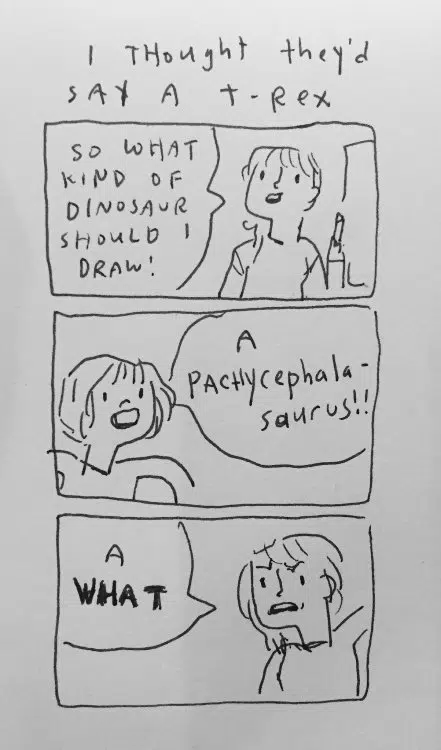 I THought they'd
SAY A T-Rex
SO WHAT
KIND OF
DINOSAUR
SHOULD I
DRAW!
A
PACHycephala-
saurus!!
A
WHAT